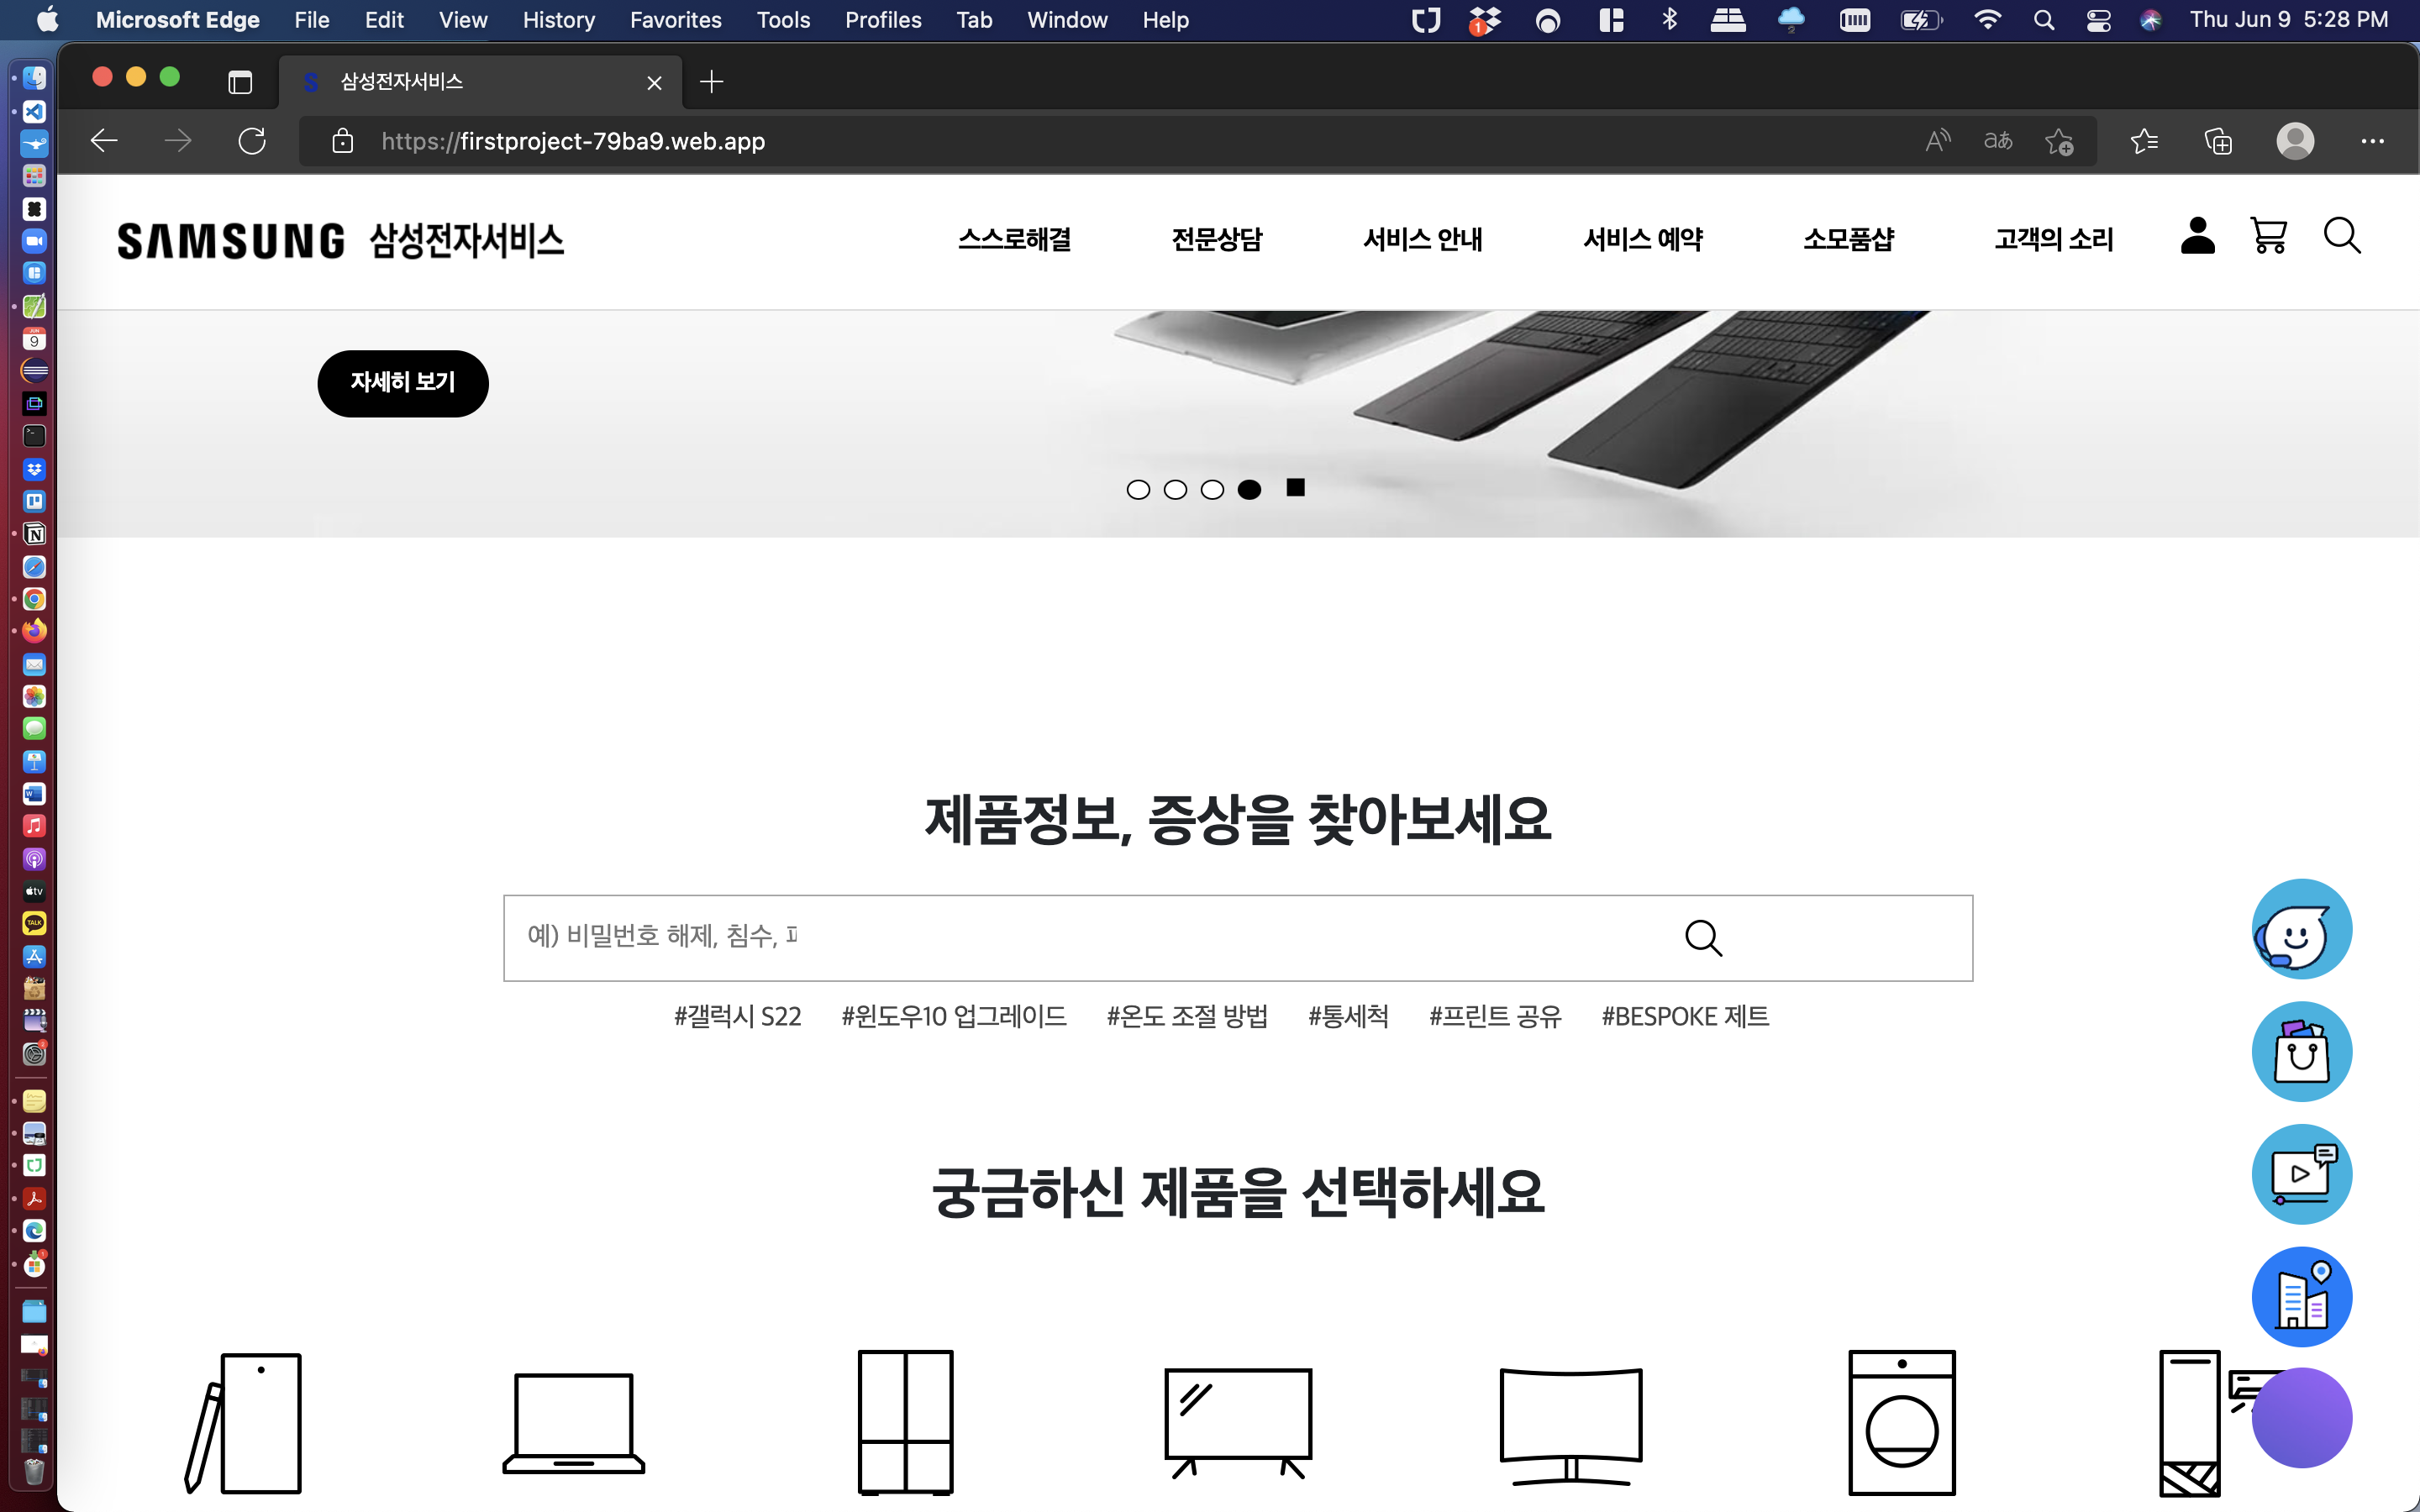 Microsoft Edge File Edit View History Favorites Tools Profiles Tab Window Help 1 2 Thu Jun 9 5:28 PM
삼성전자서비스
https://firstproject-79ba9.web.app
SAMSUNG 삼성전자서비스 스스로해결 전문상담 서비스 안내 서비스 예약 소모품샵 고객의 소리
자세히 보기
제품정보, 증상을 찾아보세요
예) 비밀번호 해제, 침수,
#갤럭시 S22 #윈도우10 업그레이드 #온도 조절 방법 #통세척 #프린트 공유 #BESPOKE 제트
궁금하신 제품을 선택하세요